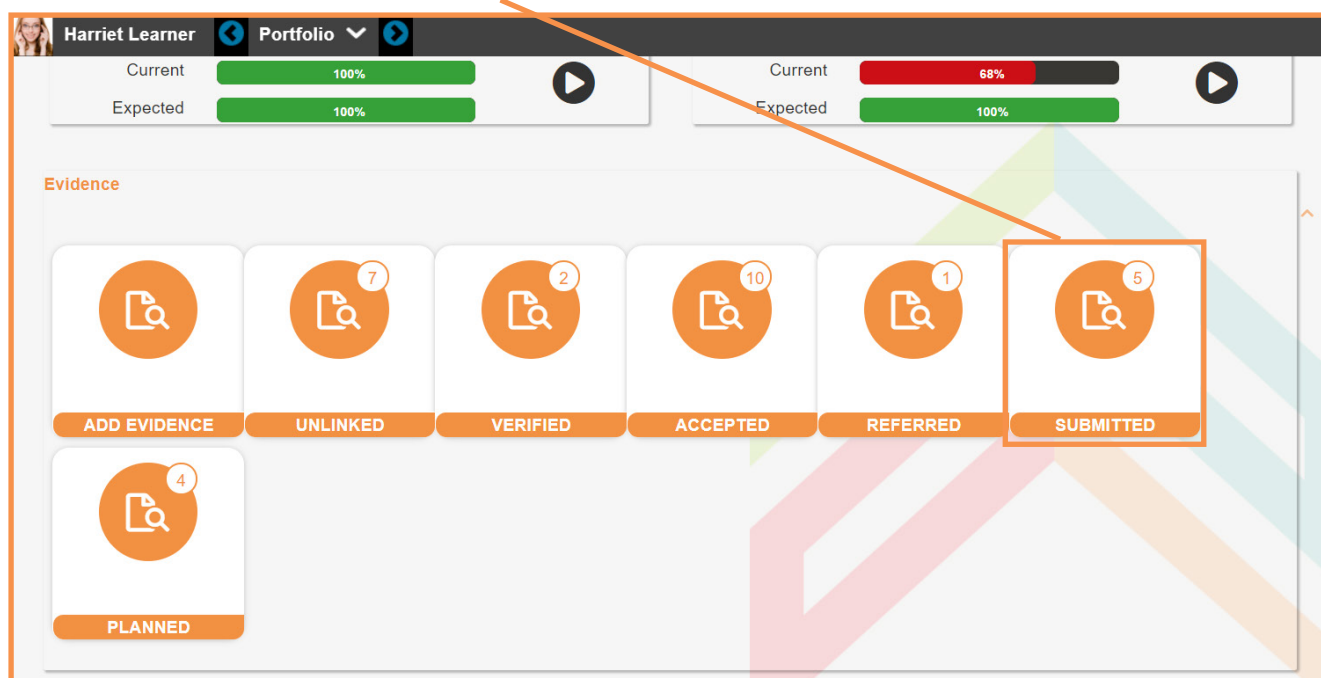 Harriet Learner Portfolio
Current 100% Current 68%
Expected 100% Expected 100%
Evidence
7 2 10 1 5
ADD EVIDENCE UNLINKED VERIFIED ACCEPTED REFERRED SUBMITTED
4
PLANNED